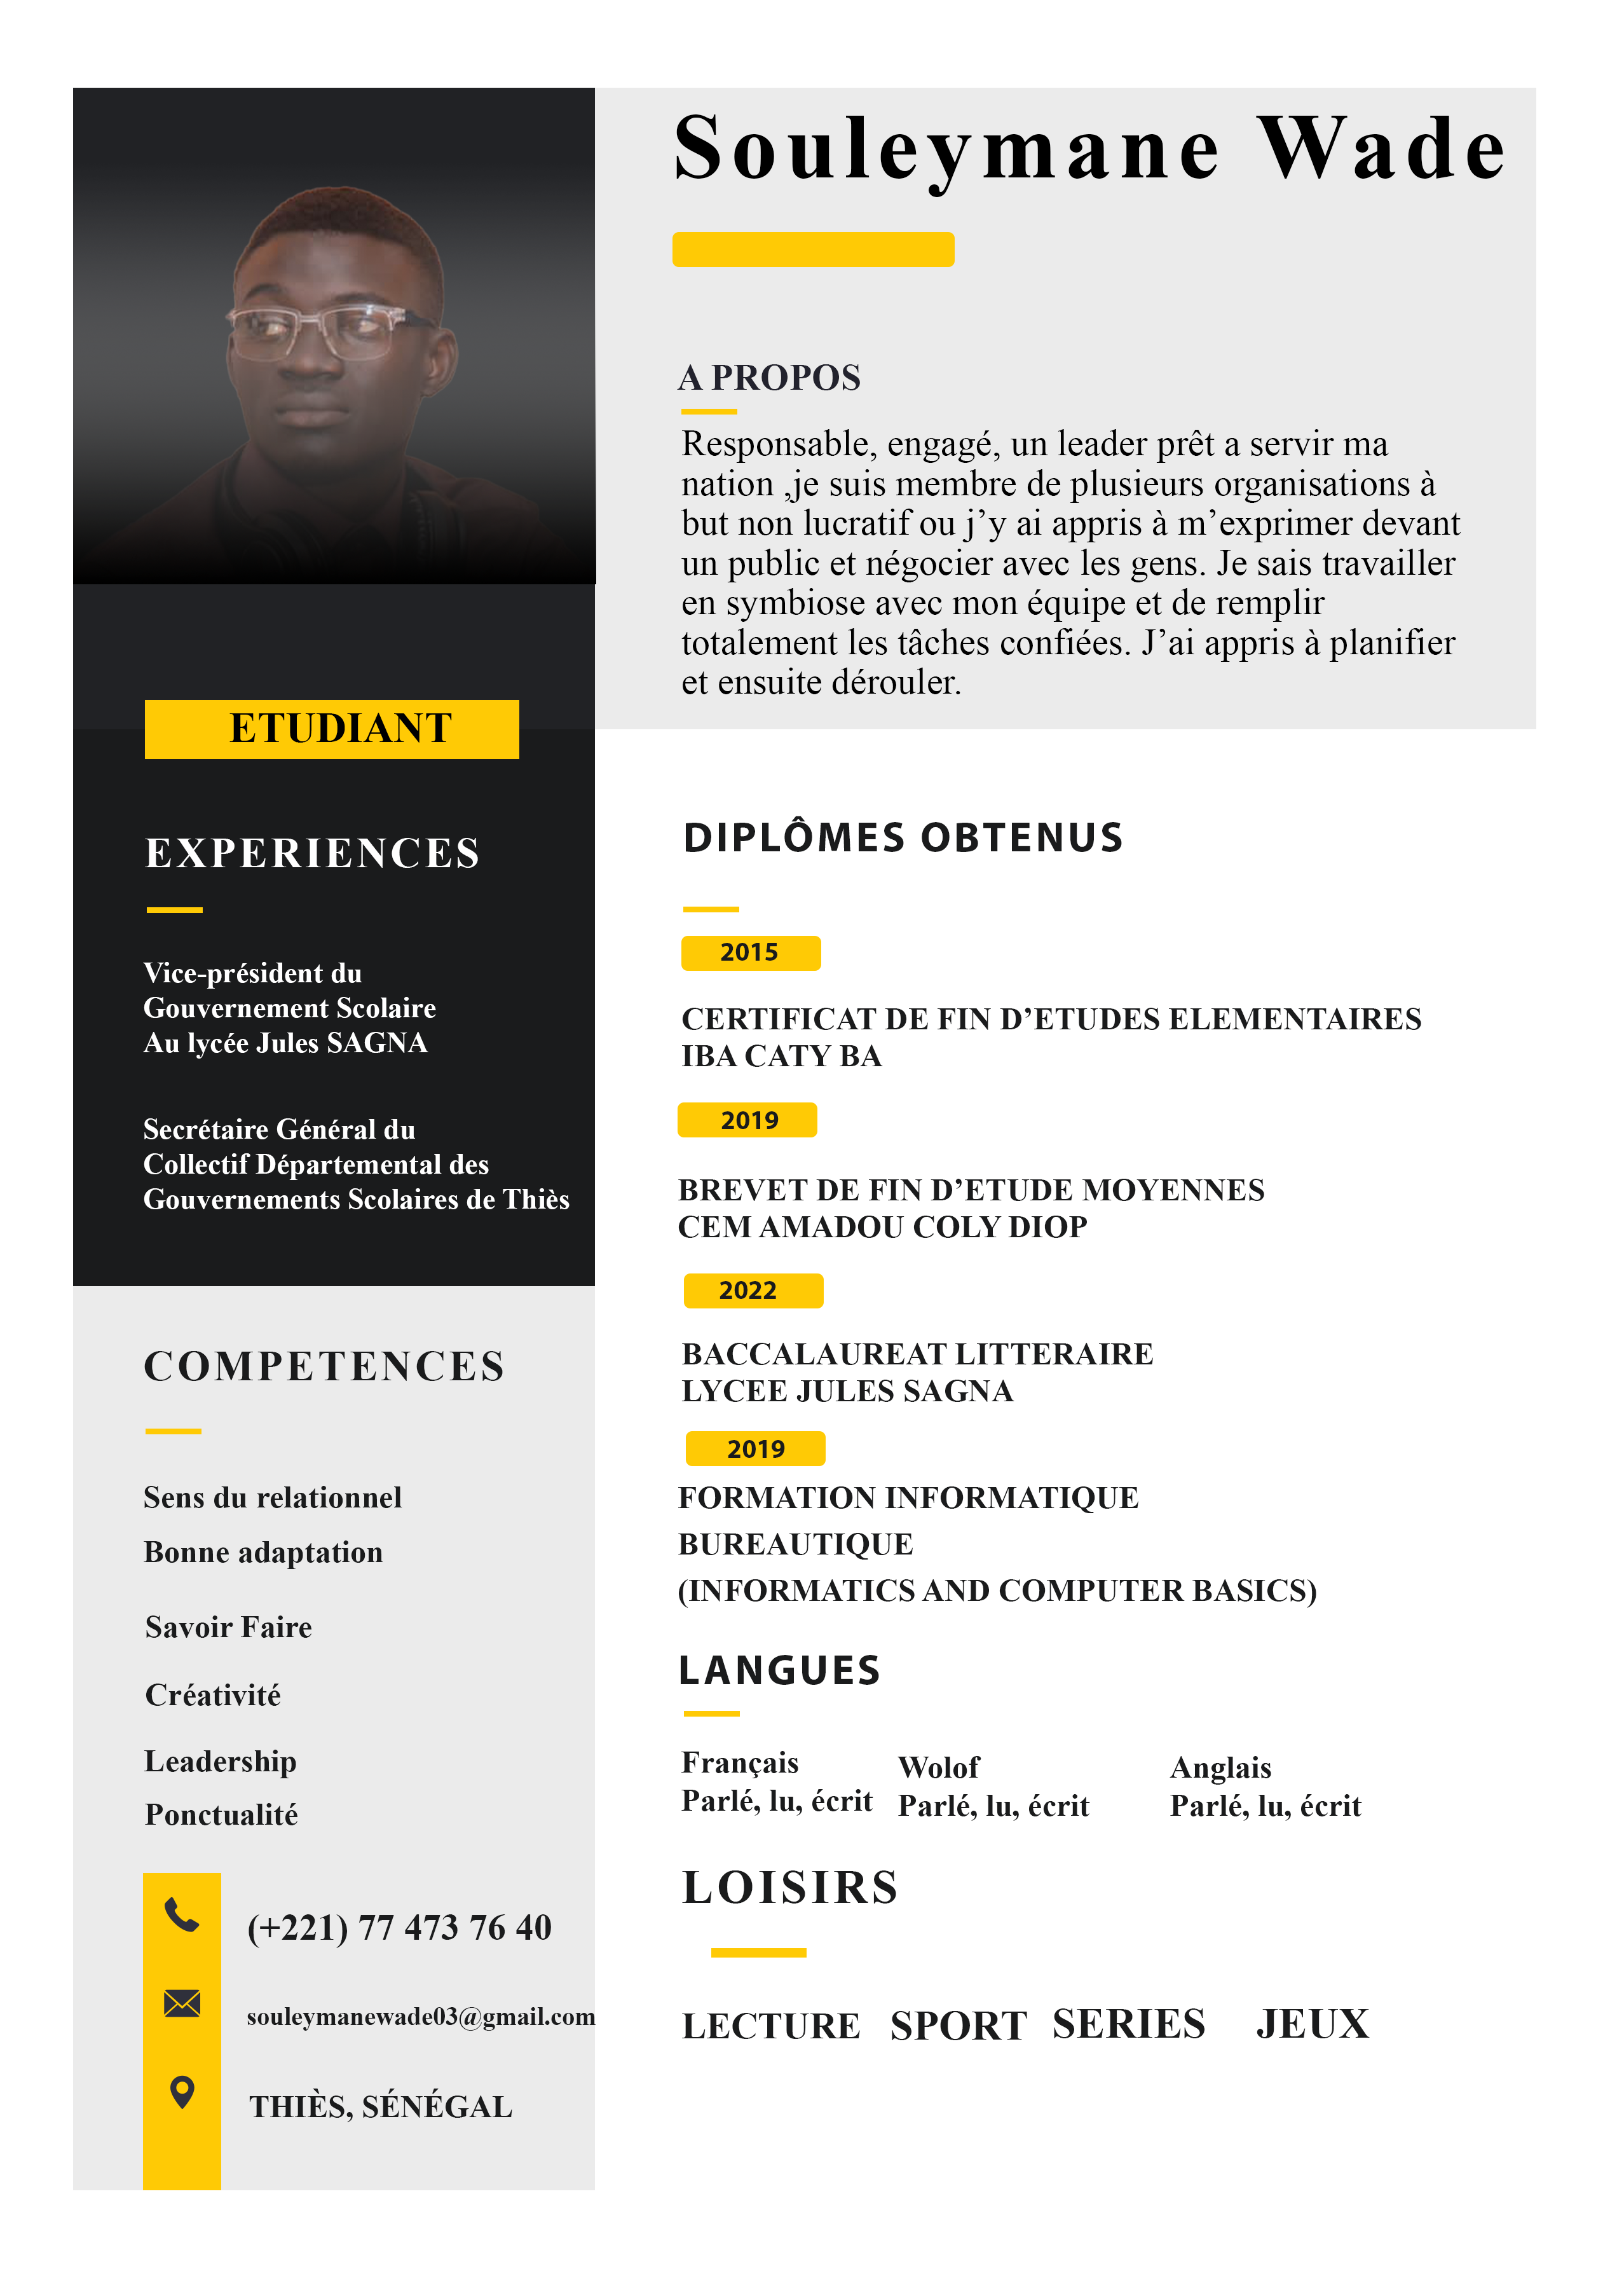 Souleymane Wade
A PROPOS
Responsable, engagé, un leader prêt a servir ma
nation ,je suis membre de plusieurs organisations à
but non lucratif ou j’y ai appris à m’exprimer devant
un public et négocier avec les gens. Je sais travailler
en symbiose avec mon équipe et de remplir
totalement les tâches confiées. J’ai appris à planifier
et ensuite dérouler.
ETUDIANT
EXPERIENCES
Vice-président du
Gouvernement Scolaire
Au lycée Jules SAGNA
Secrétaire Général du
Collectif Départemental des
Gouvernements Scolaires de Thiès
COMPETENCES
Sens du relationnel
Bonne adaptation
Savoir Faire
Créativité
Leadership
Ponctualité
(+221) 77 473 76 40
souleymanewade03@gmail.com
THIÈS, SÉNÉGAL
DIPLÔMES OBTENUS
2015
CERTIFICAT DE FIN D’ETUDES ELEMENTAIRES
IBA CATY BA
2019
BREVET DE FIN D’ETUDE MOYENNES
CEM AMADOU COLY DIOP
2022
BACCALAUREAT LITTERAIRE
LYCEE JULES SAGNA
2019
FORMATION INFORMATIQUE
BUREAUTIQUE
(INFORMATICS AND COMPUTER BASICS)
LANGUES
Français
Parlé, lu, écrit
Wolof
Parlé, lu, écrit
Anglais
Parlé, lu, écrit
LOISIRS
LECTURE SPORT SERIES JEUX